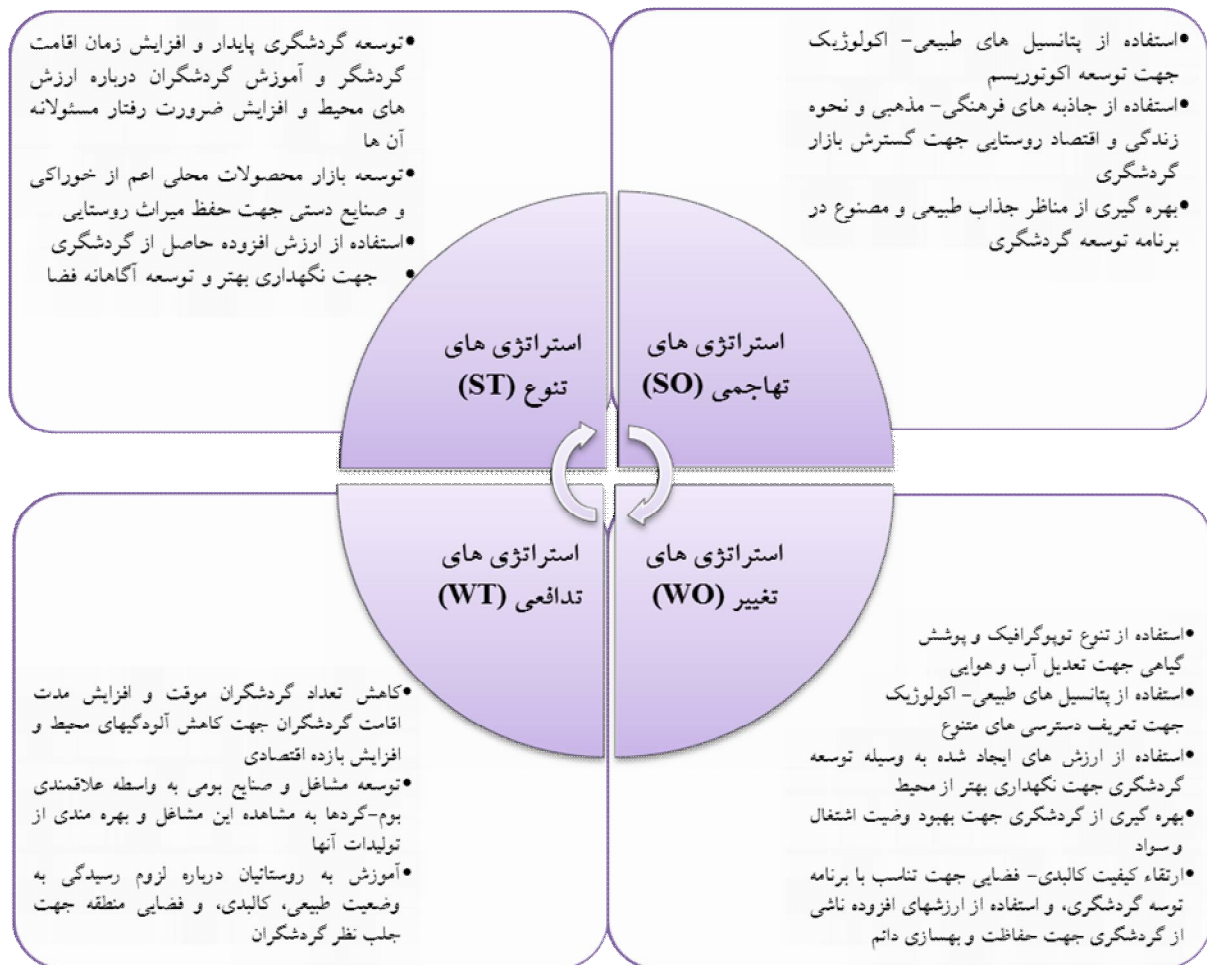 •استفاده از پتانسیل های طبیعی- اکولوژیک
جهت توسعه اکوتوریسم
•استفاده از جاذبه های فرهنگی- مذهبی و نحوه
زندگی و اقتصاد روستایی جهت گسترش بازار
گردشگری
•بهره گیری از مناظر جذاب طبیعی و مصنوع در
برنامه توسعه گردشگری
•توسعه گردشگری پایدار و افزایش زمان اقامت
گردشگر و آموزش گردشگران درباره ارزش
های محیط و افزایش ضرورت رفتار مسئولانه
آن ها
•توسعه بازار محصولات محلی اعم از خوراکی
و صنایع دستی جهت حفظ میراث روستایی
•استفاده از ارزش افزوده حاصل از گردشگری
• جهت نگهداری بهتر و توسعه آگاهانه فضا
استراتژی های
تهاجمی (SO)
استراتژی های
تنوع (ST)
استراتژی های
تغییر (WO)
استراتژی های
تدافعی (WT)
•استفاده از تنوع توپوگرافیک و پوشش
گیاهی جهت تعدیل آب و هوایی
•استفاده از پتانسیل های طبیعی- اکولوژیک
جهت تعریف دسترسی های متنوع
•استفاده از ارزش های ایجاد شده به وسیله توسعه
گردشگری جهت نگهداری بهتر از محیط
•بهره گیری از گردشگری جهت بهبود وضیت اشتغال
و سواد
•ارتقاء کیفیت کالبدی- فضایی جهت تناسب با برنامه
توسه گردشگری، و استفاده از ارزشهای افزوده ناشی
از گردشگری جهت حفاظت و بهسازی دائم
•کاهش تعداد گردشگران موقت و افزایش مدت
اقامت گردشگران جهت کاهش آلودگیهای محیط و
افزایش بازده اقتصادی
•توسعه مشاغل و صنایع بومی به واسطه علاقمندی
بوم-گردها به مشاهده این مشاغل و بهره مندی از
تولیدات آنها
•آموزش به روستائیان درباره لزوم رسیدگی به
وضعیت طبیعی، کالبدی، و فضایی منطقه جهت
جلب نظر گردشگران